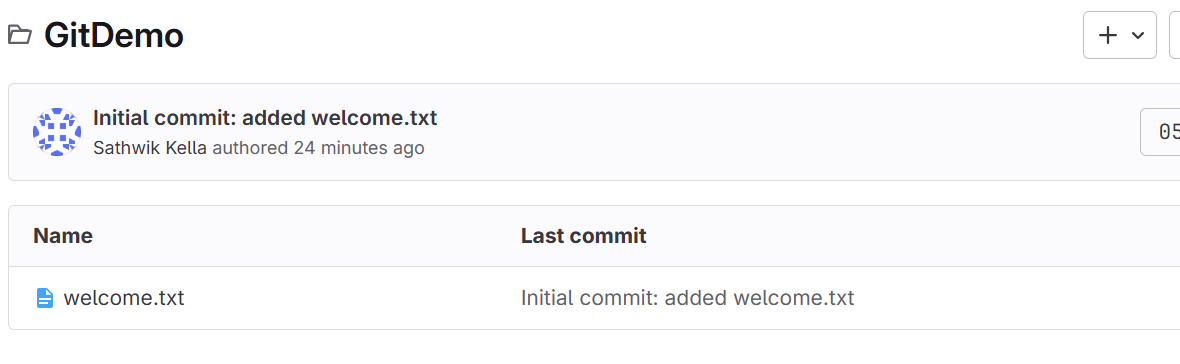 GitDemo
Initial commit: added welcome.txt
Sathwik Kella authored 24 minutes ago
05
Name
Last commit
welcome.txt
Initial commit: added welcome.txt